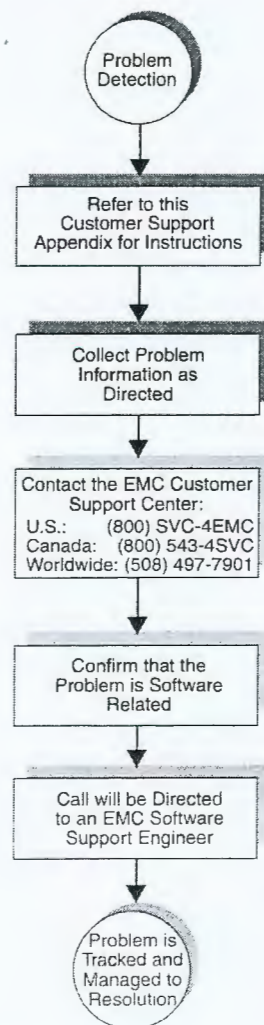 Problem
Detection
Refer to this
Customer Support
Appendix for Instructions
Collect Problem
Information as
Directed
Contact the EMC Customer
Support Center:
U.S.: (800) SVC-4EMC
Canada: (800) 543-4SVC
Worldwide: (508) 497-7901
Confirm that the
Problem is Software
Related
Call will be Directed
to an EMC Software
Support Engineer
Problem is
Tracked and
Managed to
Resolution